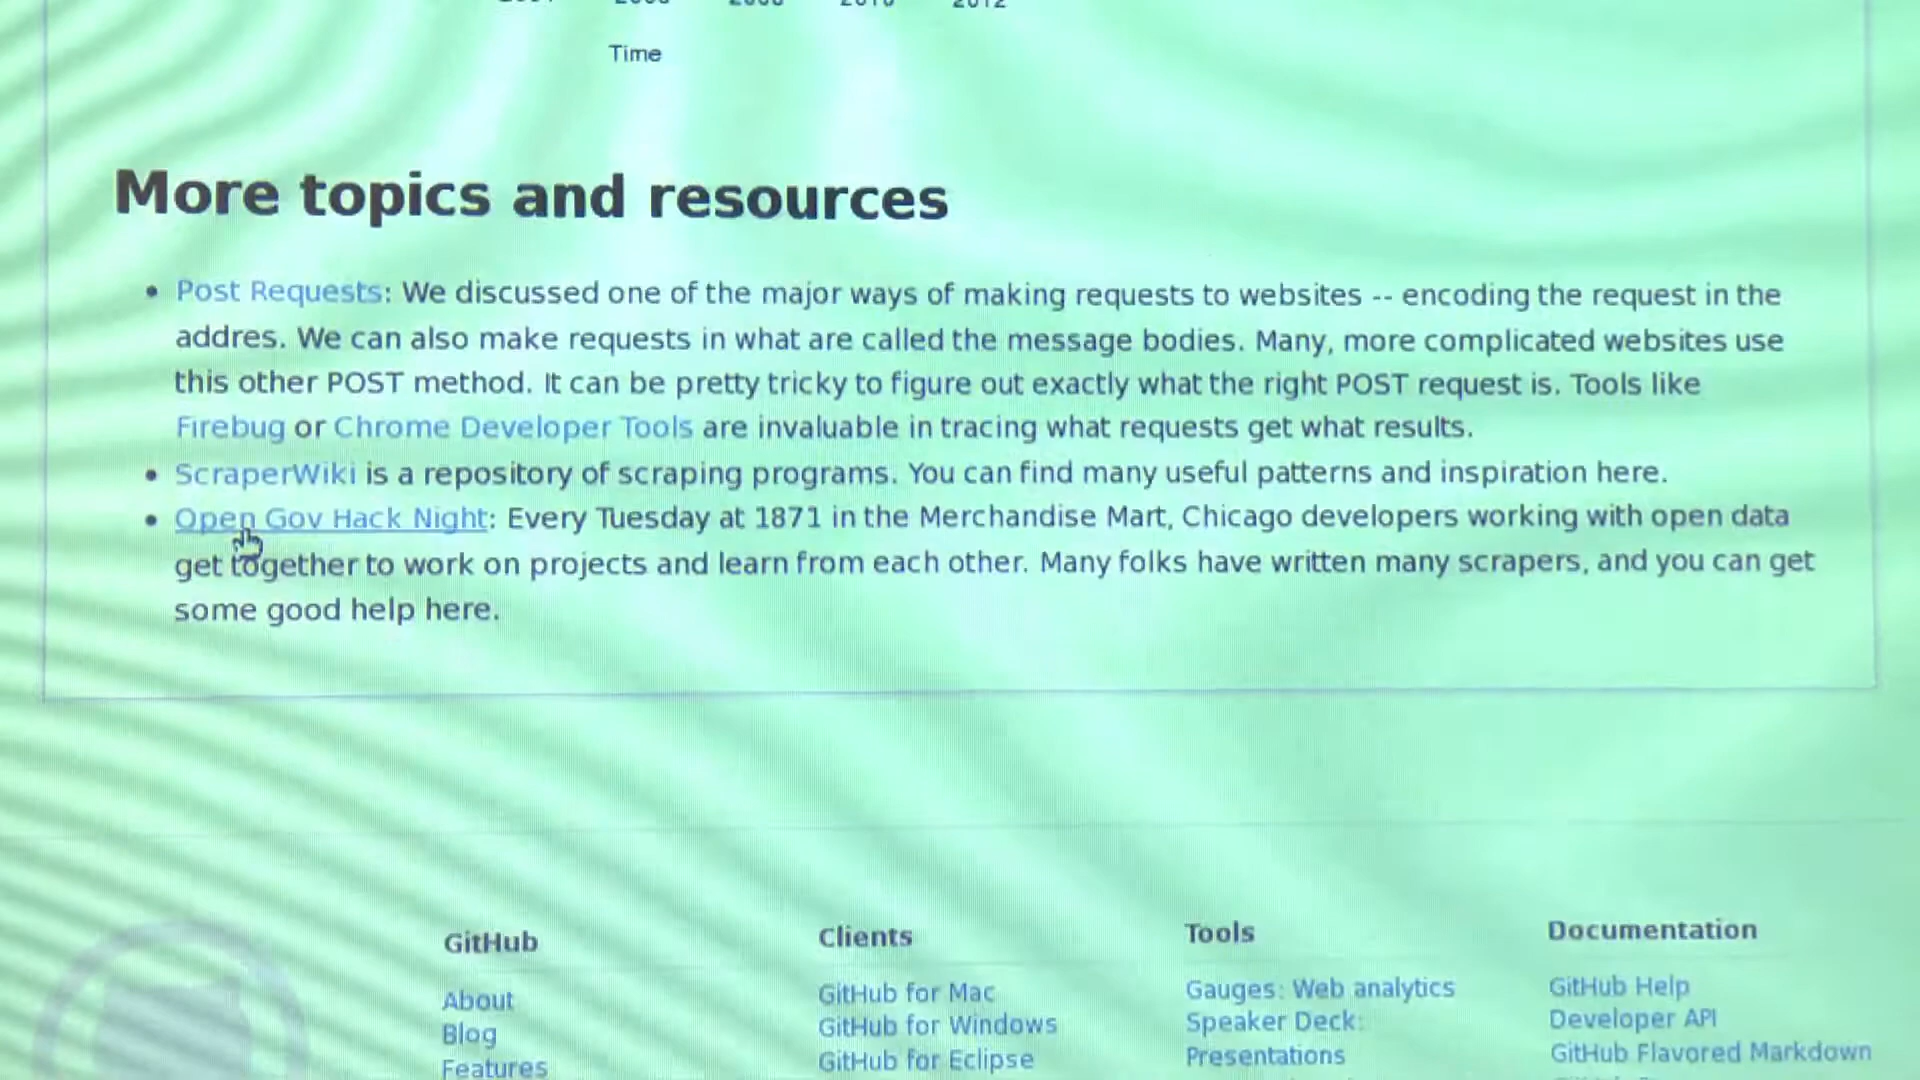 2012
Time
More topics and resources
Post Requests: We discussed one of the major ways of making requests to websites -- encoding the request in the
addres. We can also make requests in what are called the message bodies. Many, more complicated websites use
this other POST method. It can be pretty tricky to figure out exactly what the right POST request is. Tools like
Firebug or Chrome Developer Tools are invaluable in tracing what requests get what results.
ScraperWiki is a repository of scraping programs. You can find many useful patterns and inspiration here.
Open Gov Hack Night: Every Tuesday at 1871 in the Merchandise Mart, Chicago developers working with open data
get together to work on projects and learn from each other. Many folks have written many scrapers, and you can get
some good help here.
GitHub
About
Blog
Features
Clients
GitHub for Mac
GitHub for Windows
GitHub for Eclipse
Tools
Gauges: Web analytics
Speaker Deck:
Presentations
Documentation
GitHub Help
Developer API
GitHub Flavored Markdown